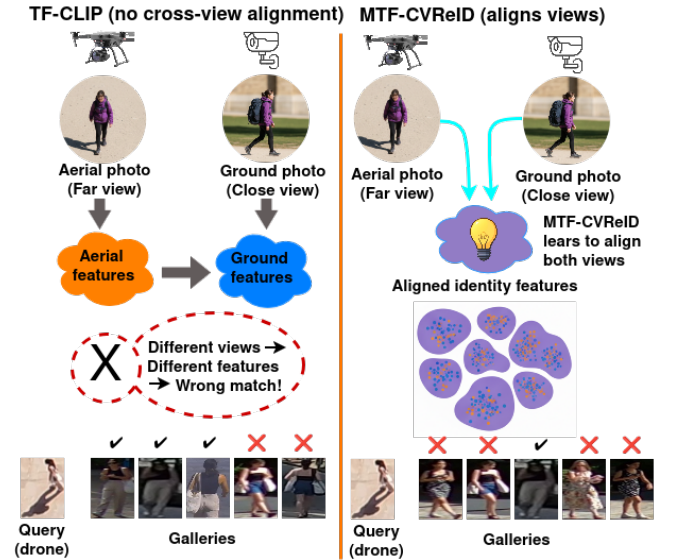 TF-CLIP (no cross-view alignment)
Aerial photo
(Far view)
Ground photo
(Close view)
Aerial
features
Ground
features
X
Different views →
Different features
→ Wrong match!
✓ ✓ ✓ ❌ ❌
Query
(drone)
Galleries
MTF-CVReID (aligns views)
Aerial photo
(Far view)
Ground photo
(Close view)
MTF-CVReID
lears to align
both views
Aligned identity features
❌ ❌ ✓ ❌ ❌
Query
(drone)
Galleries